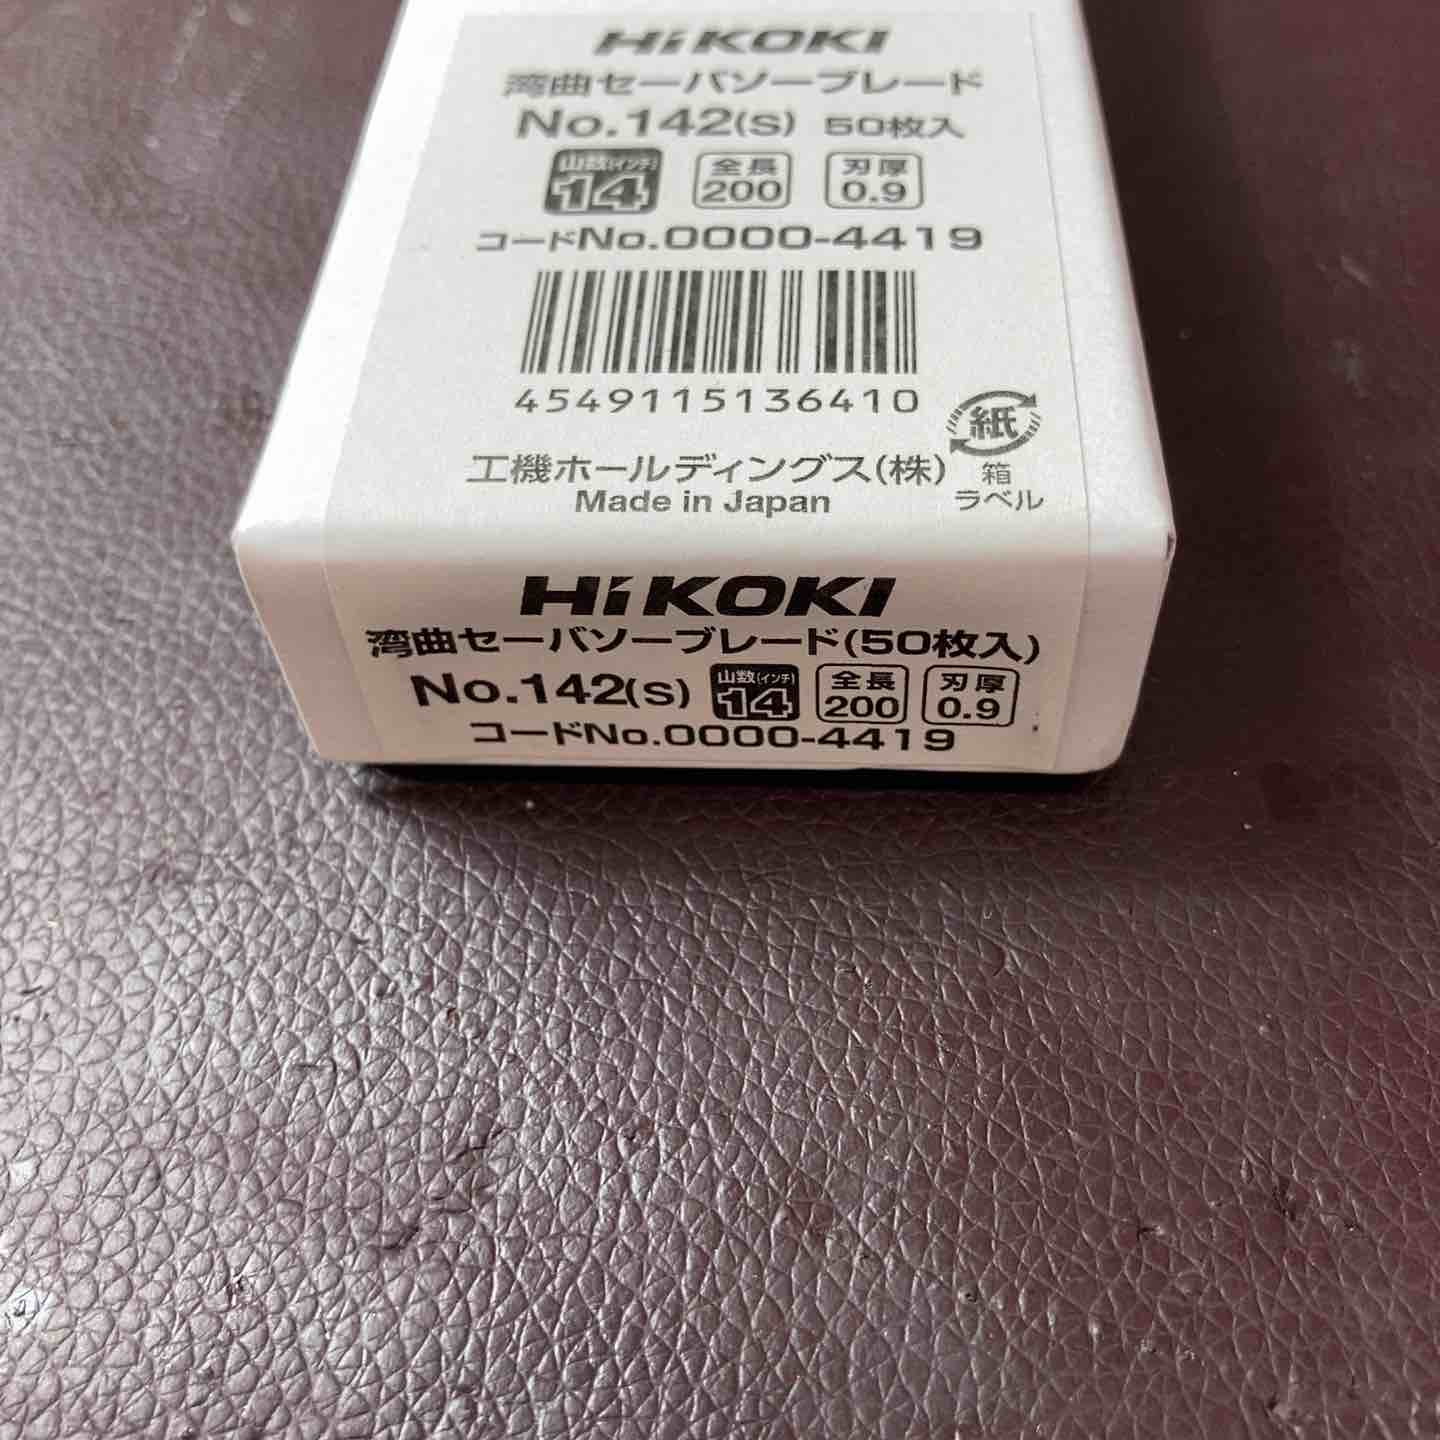 HiKOKI
湾曲セーバソーブレード
No.142(S) 50枚入
山数(インチ) 14 全長 200 刃厚 0.9
コードNo.0000-4419
4549115136410
紙
箱
ラベル
工機ホールディングス(株)
Made in Japan
HiKOKI
湾曲セーバソーブレード(50枚入)
No.142(S) 山数(インチ) 14 全長 200 刃厚 0.9
コードNo.0000-4419